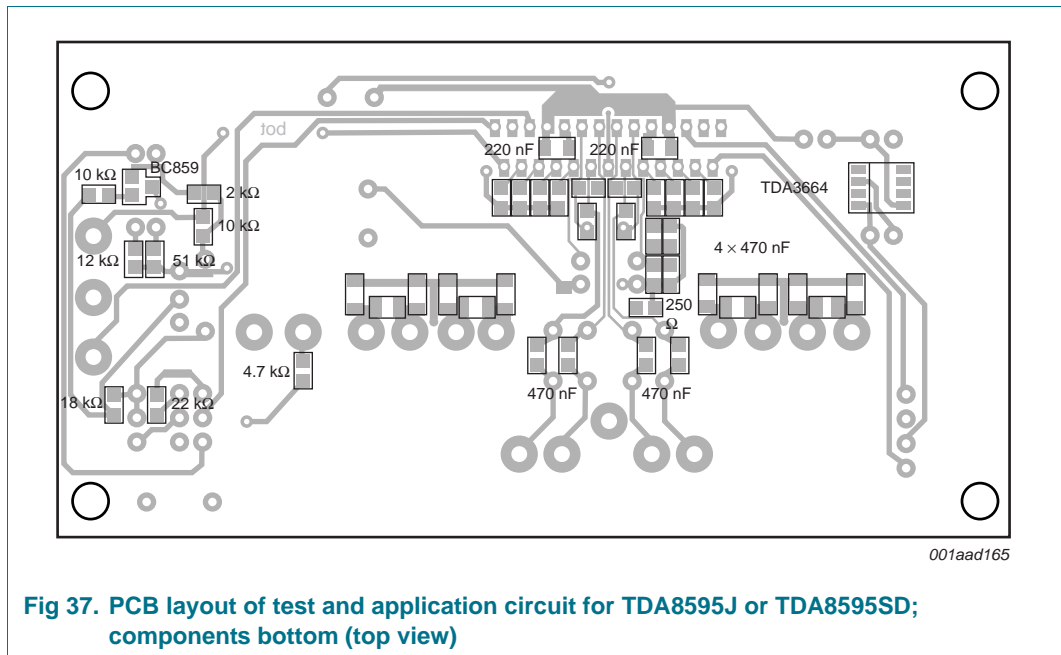 tod
220 nF
220 nF
BC859
10 kΩ
2 kΩ
TDA3664
10 kΩ
12 kΩ
51 kΩ
4 × 470 nF
250
Ω
4.7 kΩ
18 kΩ
22 kΩ
470 nF
470 nF
001aad165
Fig 37. PCB layout of test and application circuit for TDA8595J or TDA8595SD;
components bottom (top view)